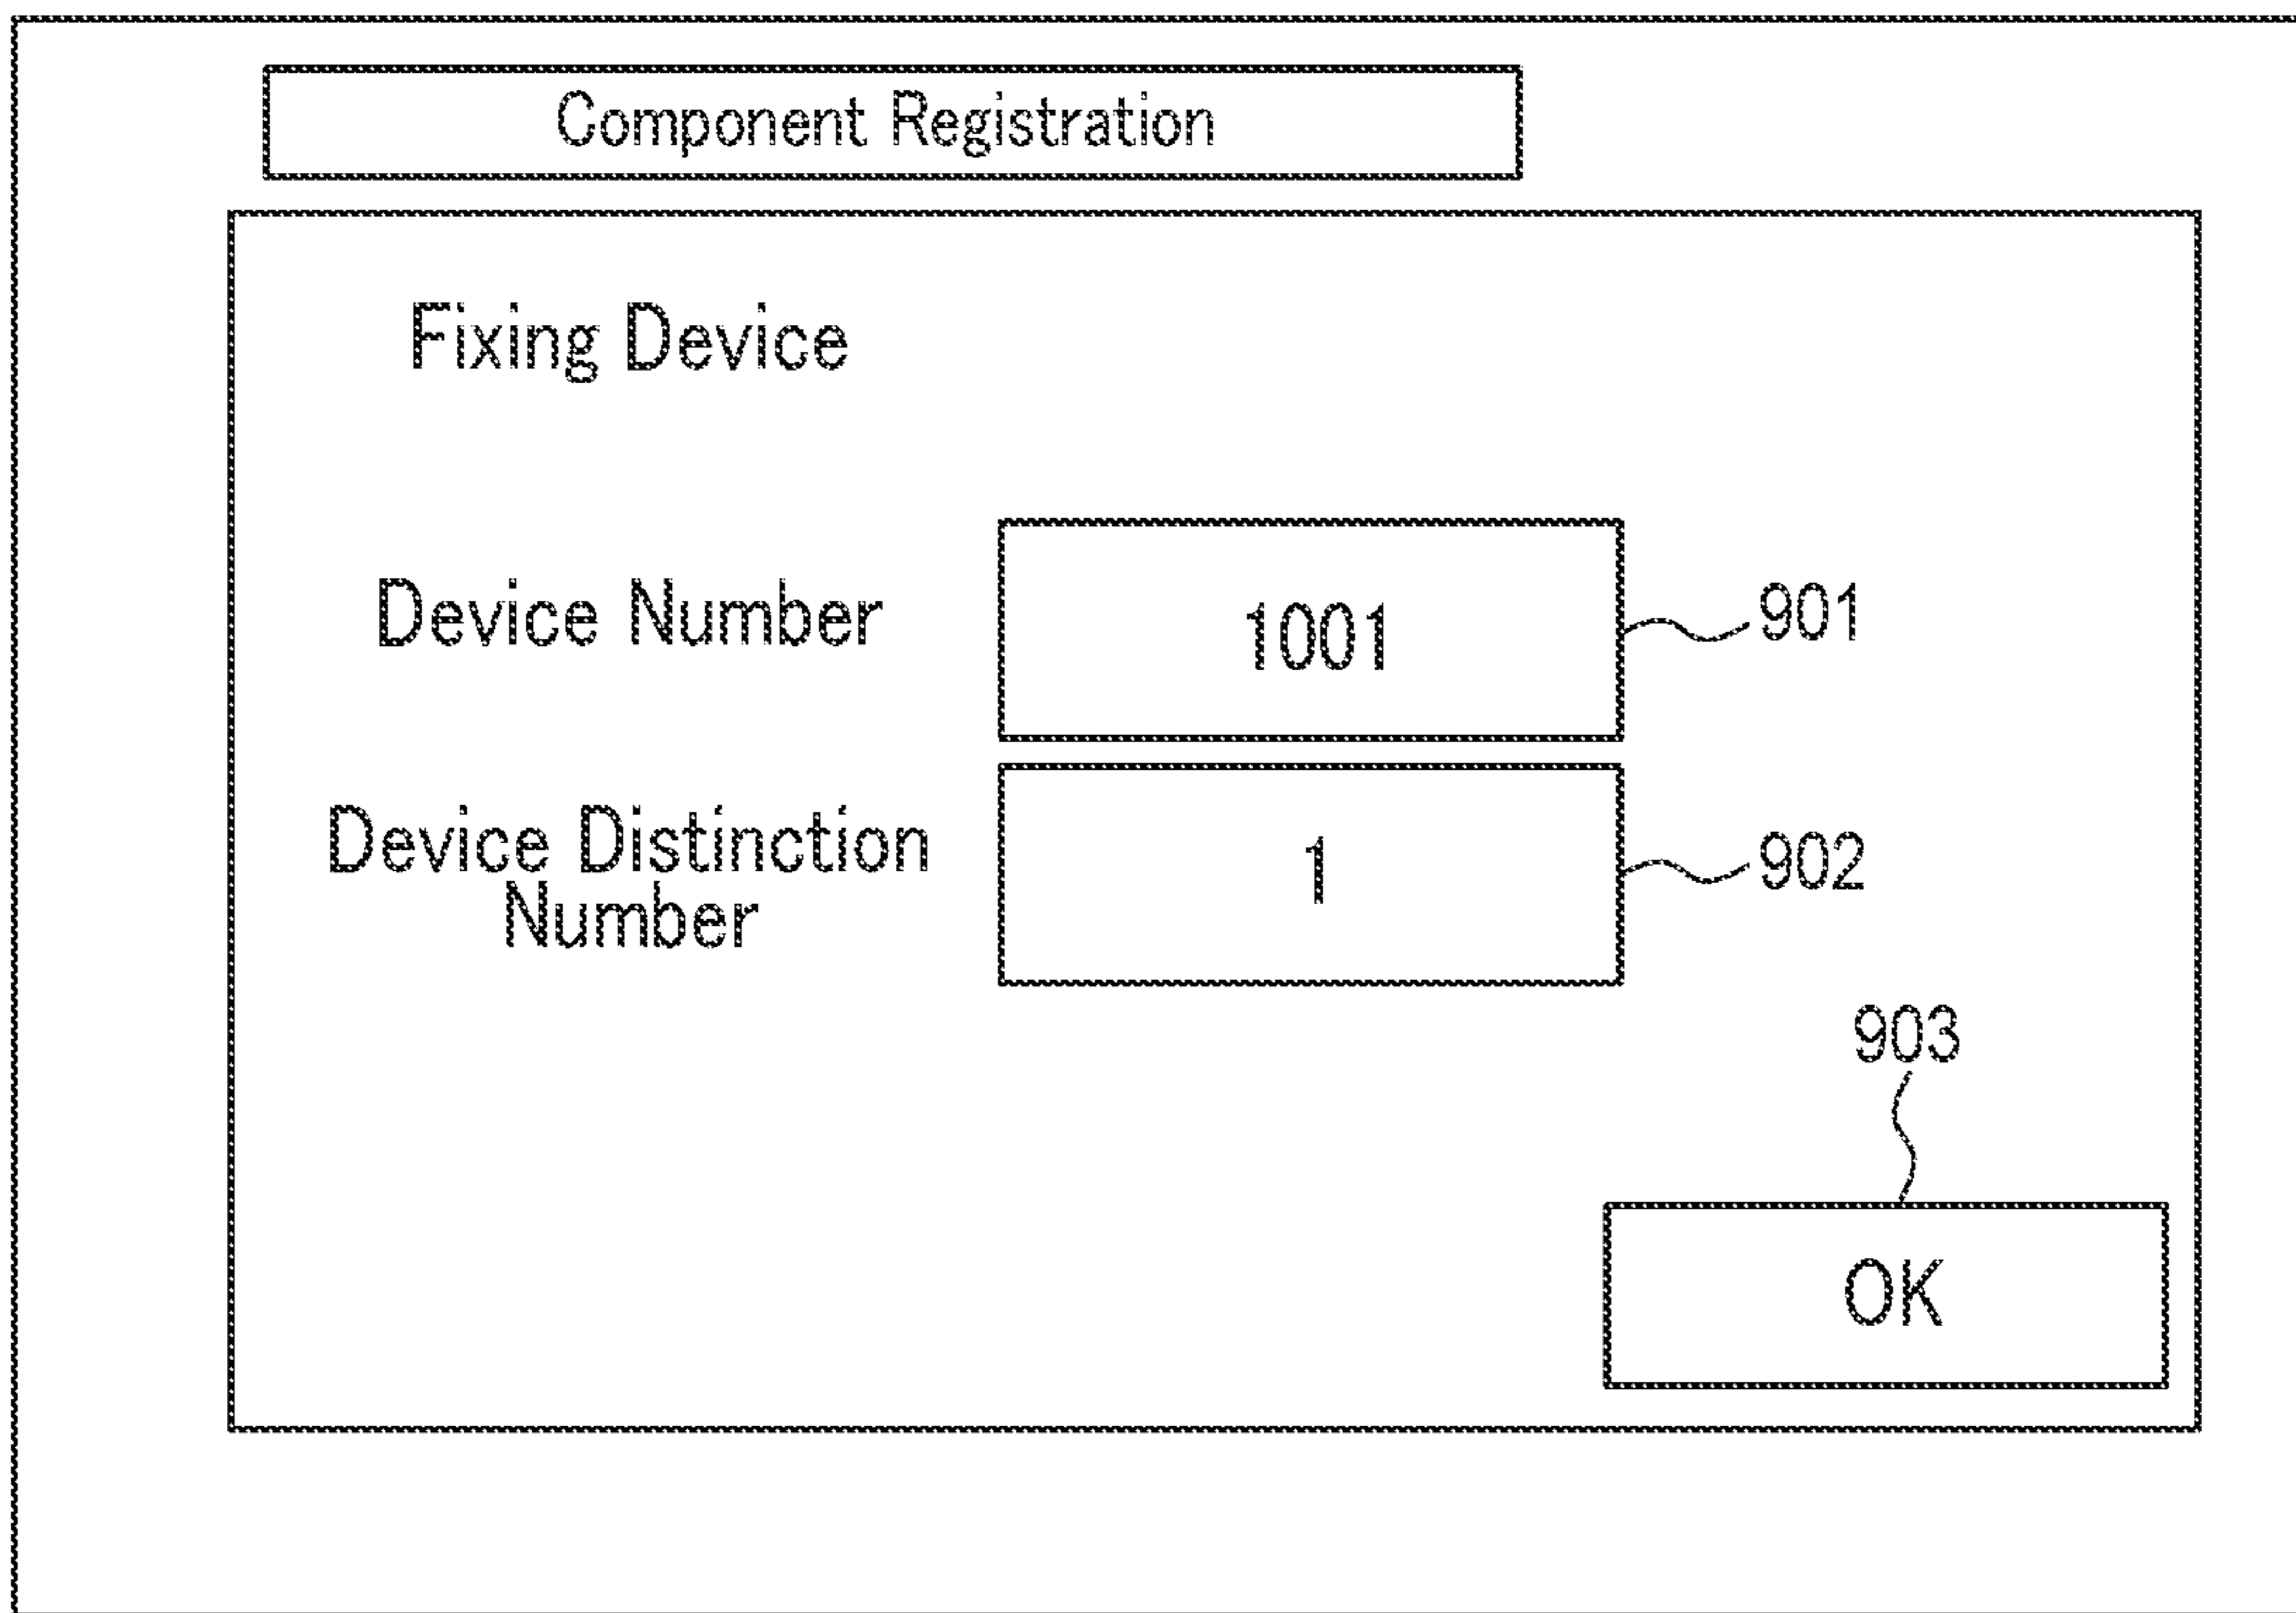 Component Registration
Fixing Device
Device Number
1001
901
Device Distinction
Number
1
902
903
OK